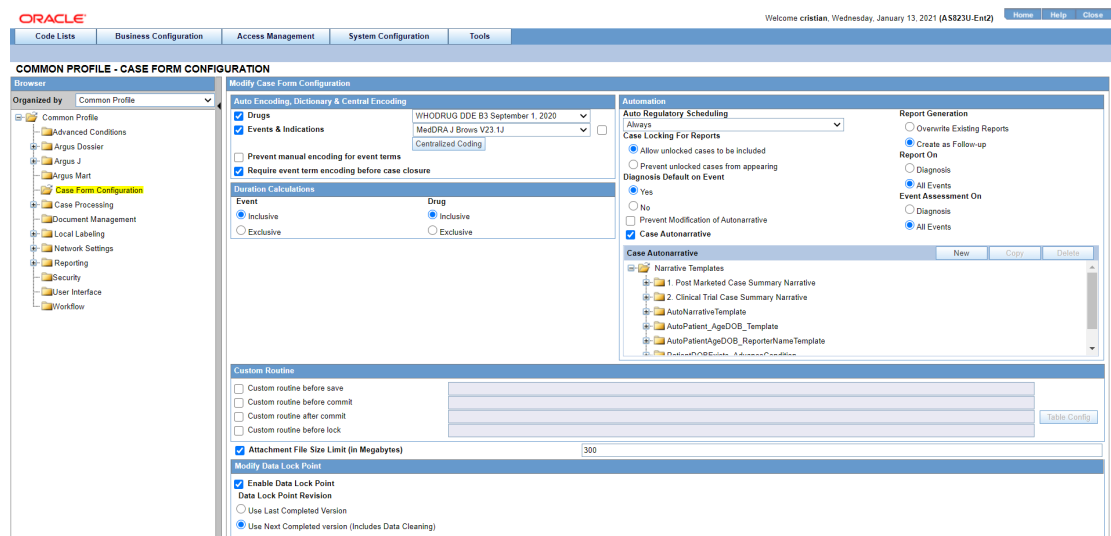 ORACLE
Welcome cristian, Wednesday, January 13, 2021 (AS823U-Ent2)
Home Help Close
Code Lists Business Configuration Access Management System Configuration Tools
COMMON PROFILE - CASE FORM CONFIGURATION
Browser
Organized by Common Profile
Common Profile
Advanced Conditions
Argus Dossier
Argus J
Argus Mart
Case Form Configuration
Case Processing
Document Management
Local Labeling
Network Settings
Reporting
Security
User Interface
Workflow
Modify Case Form Configuration
Auto Encoding, Dictionary & Central Encoding
Drugs WHODRUG DDE B3 September 1, 2020
Events & Indications MedDRA J Brows V23.1J
Centralized Coding
Prevent manual encoding for event terms
Require event term encoding before case closure
Duration Calculations
Event Drug
Inclusive Inclusive
Exclusive Exclusive
Automation
Auto Regulatory Scheduling
Always
Case Locking For Reports
Allow unlocked cases to be included
Prevent unlocked cases from appearing
Diagnosis Default on Event
Yes
No
Prevent Modification of Autonarrative
Case Autonarrative
Report Generation
Overwrite Existing Reports
Create as Follow-up
Report On
Diagnosis
All Events
Event Assessment On
Diagnosis
All Events
Case Autonarrative New Copy Delete
Narrative Templates
1. Post Marketed Case Summary Narrative
2. Clinical Trial Case Summary Narrative
AutoNarrativeTemplate
AutoPatient_AgeDOB_Template
AutoPatientAgeDOB_ReporterNameTemplate
PatientDOBExists_AdvanceCondition
Custom Routine
Custom routine before save
Custom routine before commit
Custom routine after commit Table Config
Custom routine before lock
Attachment File Size Limit (in Megabytes) 300
Modify Data Lock Point
Enable Data Lock Point
Data Lock Point Revision
Use Last Completed Version
Use Next Completed version (Includes Data Cleaning)